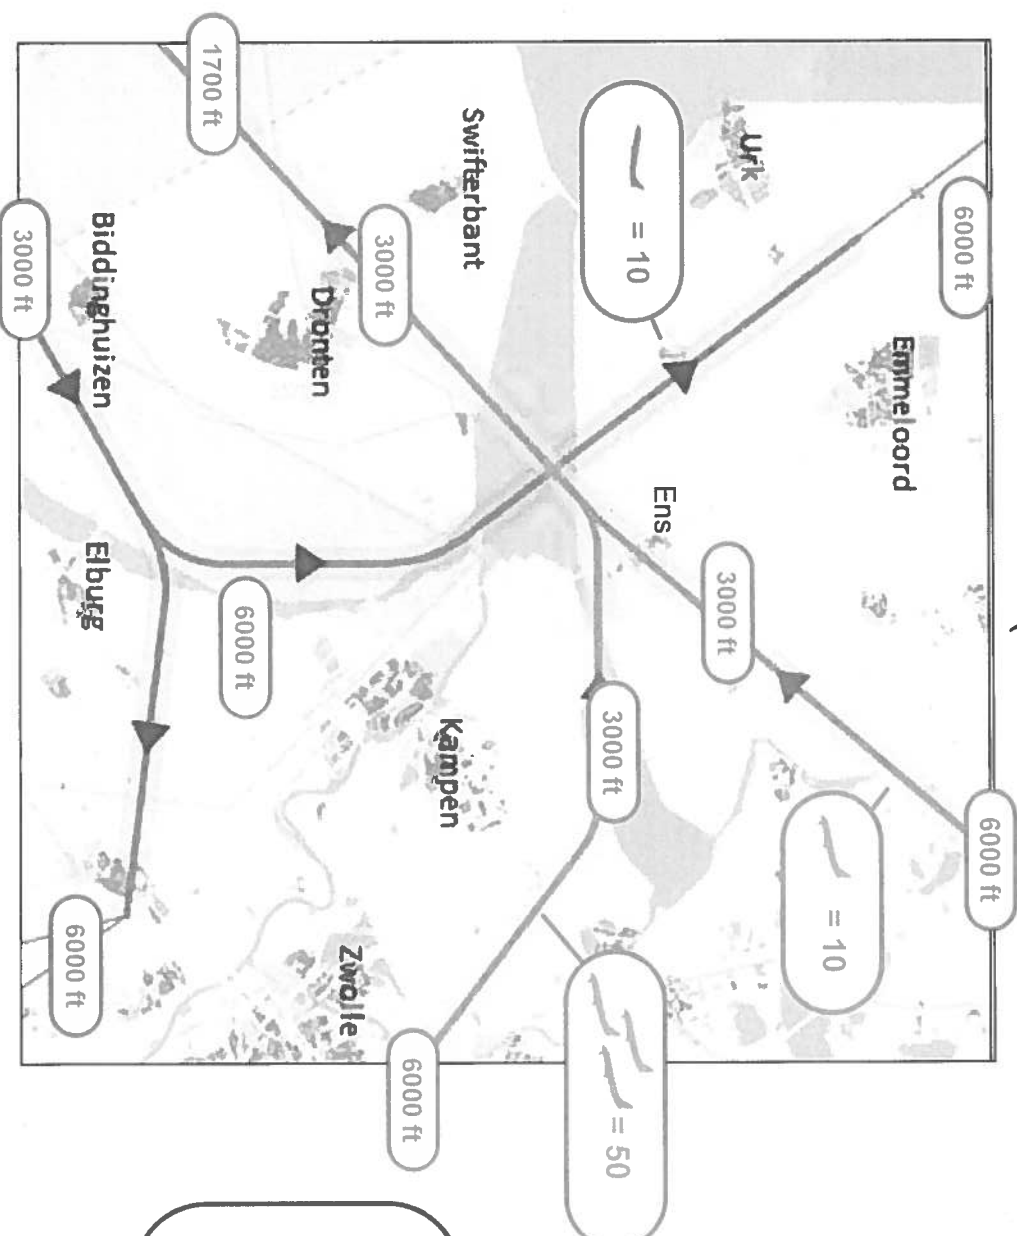 6000 ft
6000 ft
Emmeloord
= 10
Urk
3000 ft
Ens
= 10
= 50
3000 ft
Swifterbant
Kampen
6000 ft
3000 ft
Zwolle
Dronten
6000 ft
1700 ft
Biddinghuizen
Elburg
6000 ft
3000 ft